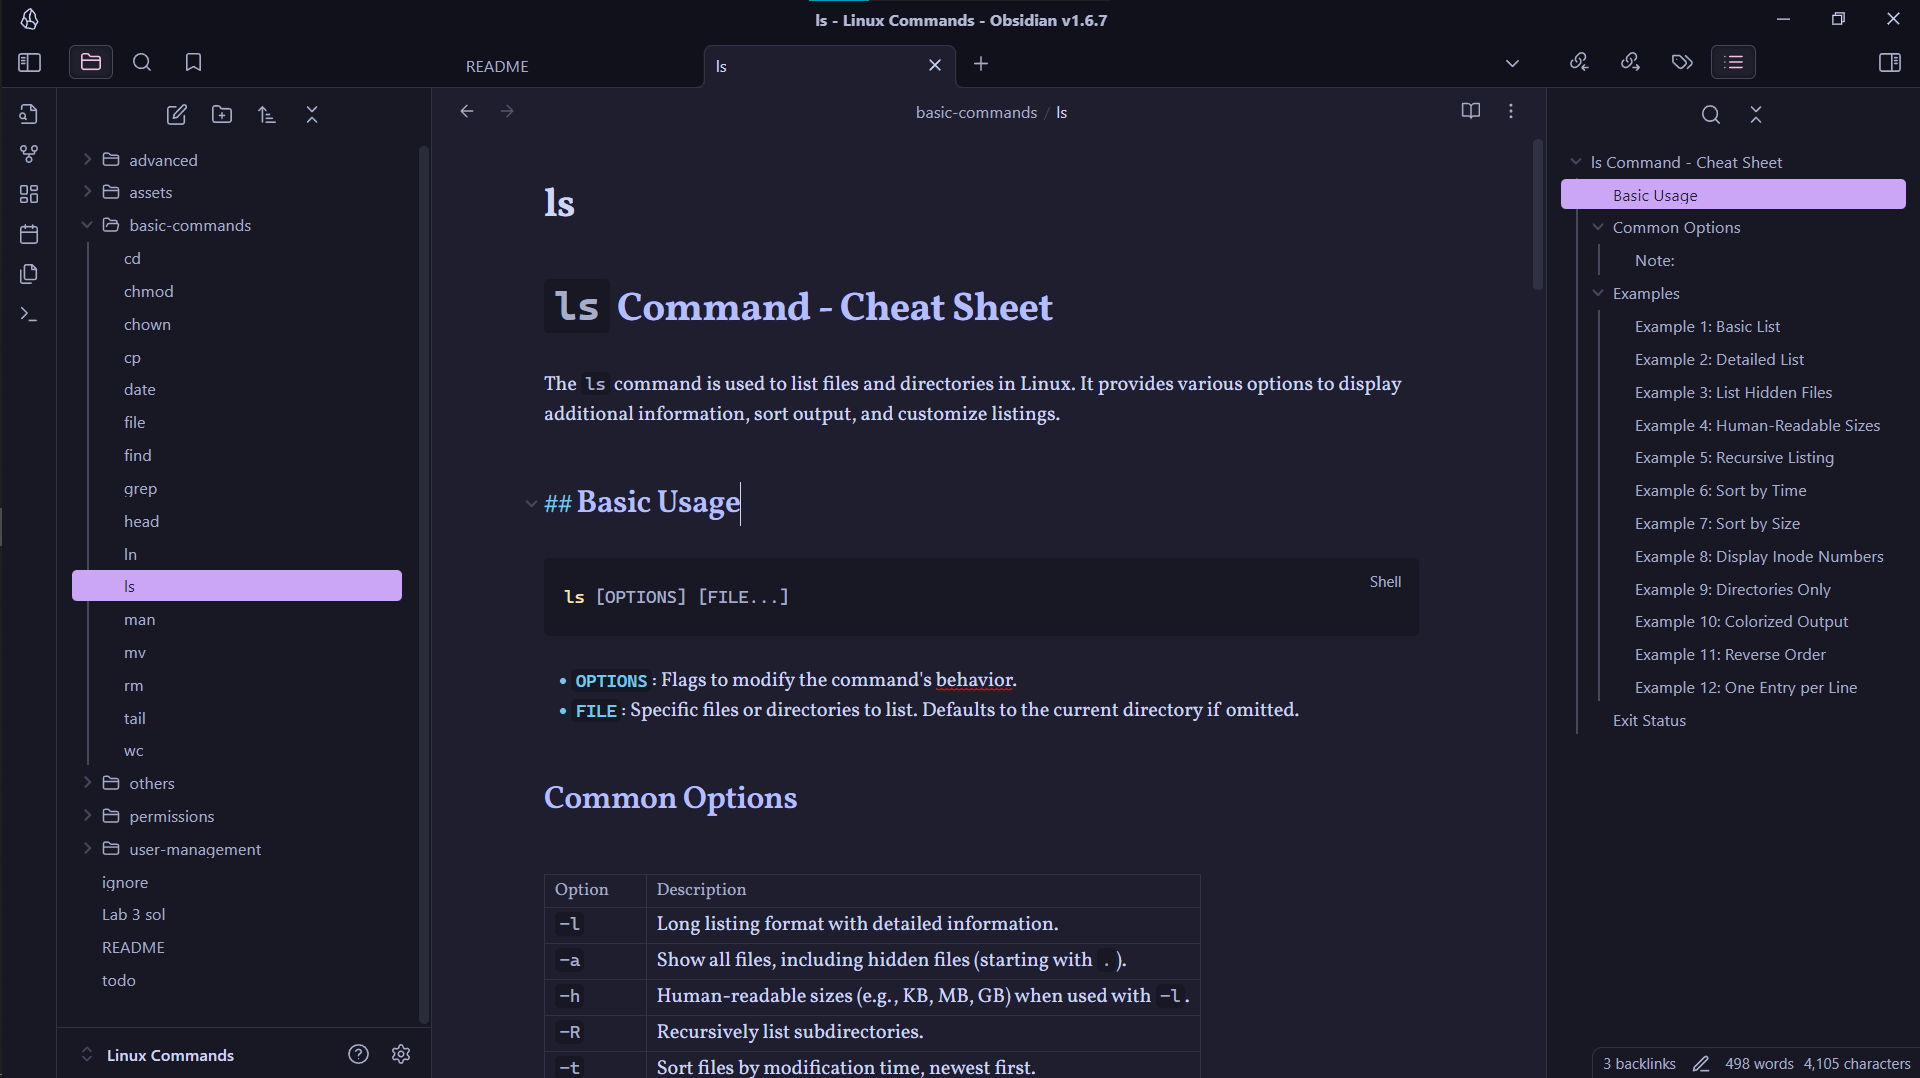 ls - Linux Commands - Obsidian v1.6.7
README
ls
basic-commands / ls
advanced
assets
basic-commands
cd
chmod
chown
cp
date
file
find
grep
head
ln
ls
man
mv
rm
tail
wc
others
permissions
user-management
ignore
Lab 3 sol
README
todo
Linux Commands
ls
ls Command - Cheat Sheet
The ls command is used to list files and directories in Linux. It provides various options to display
additional information, sort output, and customize listings.
## Basic Usage
Shell
ls [OPTIONS] [FILE...]
• OPTIONS: Flags to modify the command's behavior.
• FILE: Specific files or directories to list. Defaults to the current directory if omitted.
Common Options
Option Description
-l Long listing format with detailed information.
-a Show all files, including hidden files (starting with . ).
-h Human-readable sizes (e.g., KB, MB, GB) when used with -l .
-R Recursively list subdirectories.
-t Sort files by modification time, newest first.
ls Command - Cheat Sheet
Basic Usage
Common Options
Note:
Examples
Example 1: Basic List
Example 2: Detailed List
Example 3: List Hidden Files
Example 4: Human-Readable Sizes
Example 5: Recursive Listing
Example 6: Sort by Time
Example 7: Sort by Size
Example 8: Display Inode Numbers
Example 9: Directories Only
Example 10: Colorized Output
Example 11: Reverse Order
Example 12: One Entry per Line
Exit Status
3 backlinks 498 words 4,105 characters